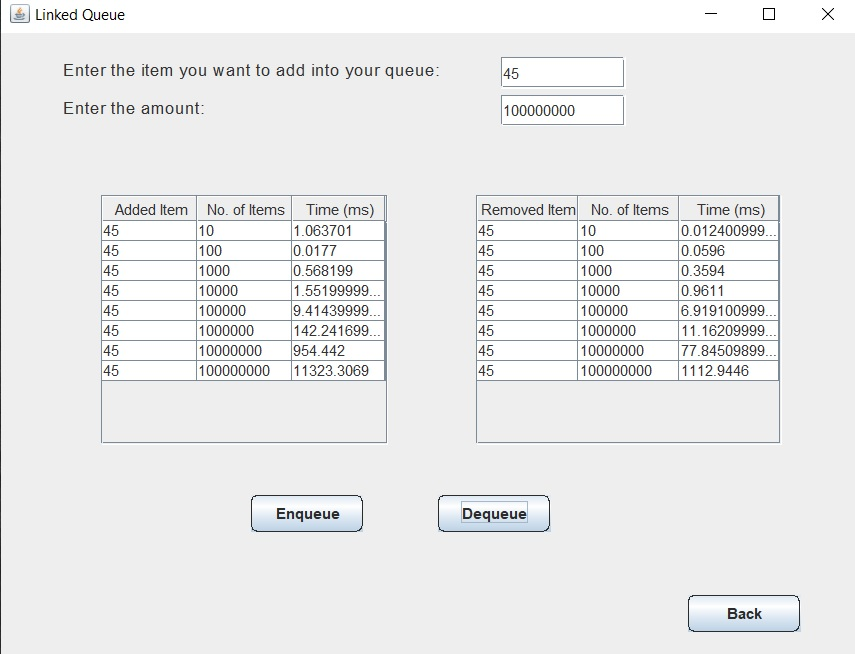 Linked Queue
Enter the item you want to add into your queue: 45
Enter the amount: 100000000
Added Item No. of Items Time (ms)
45 10 1.063701
45 100 0.0177
45 1000 0.568199
45 10000 1.55199999...
45 100000 9.41439999...
45 1000000 142.241699...
45 10000000 954.442
45 100000000 11323.3069
Removed Item No. of Items Time (ms)
45 10 0.012400999...
45 100 0.0596
45 1000 0.3594
45 10000 0.9611
45 100000 6.919100999...
45 1000000 11.16209999...
45 10000000 77.84509899...
45 100000000 1112.9446
Enqueue Dequeue
Back